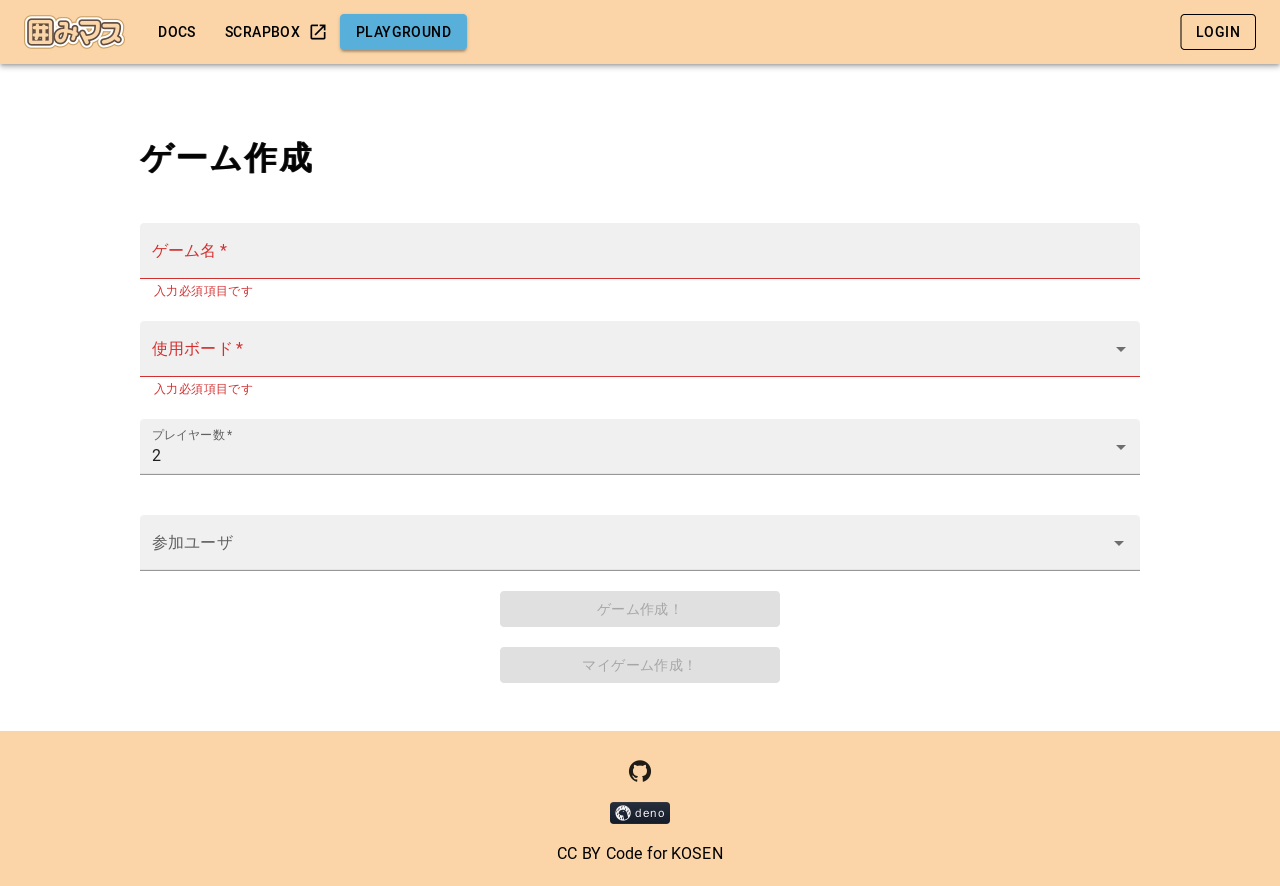 囲みマス
DOCS
SCRAPBOX
PLAYGROUND
LOGIN
ゲーム作成
ゲーム名 *
入力必須項目です
使用ボード *
入力必須項目です
プレイヤー数 *
2
参加ユーザ
ゲーム作成！
マイゲーム作成！
deno
CC BY Code for KOSEN